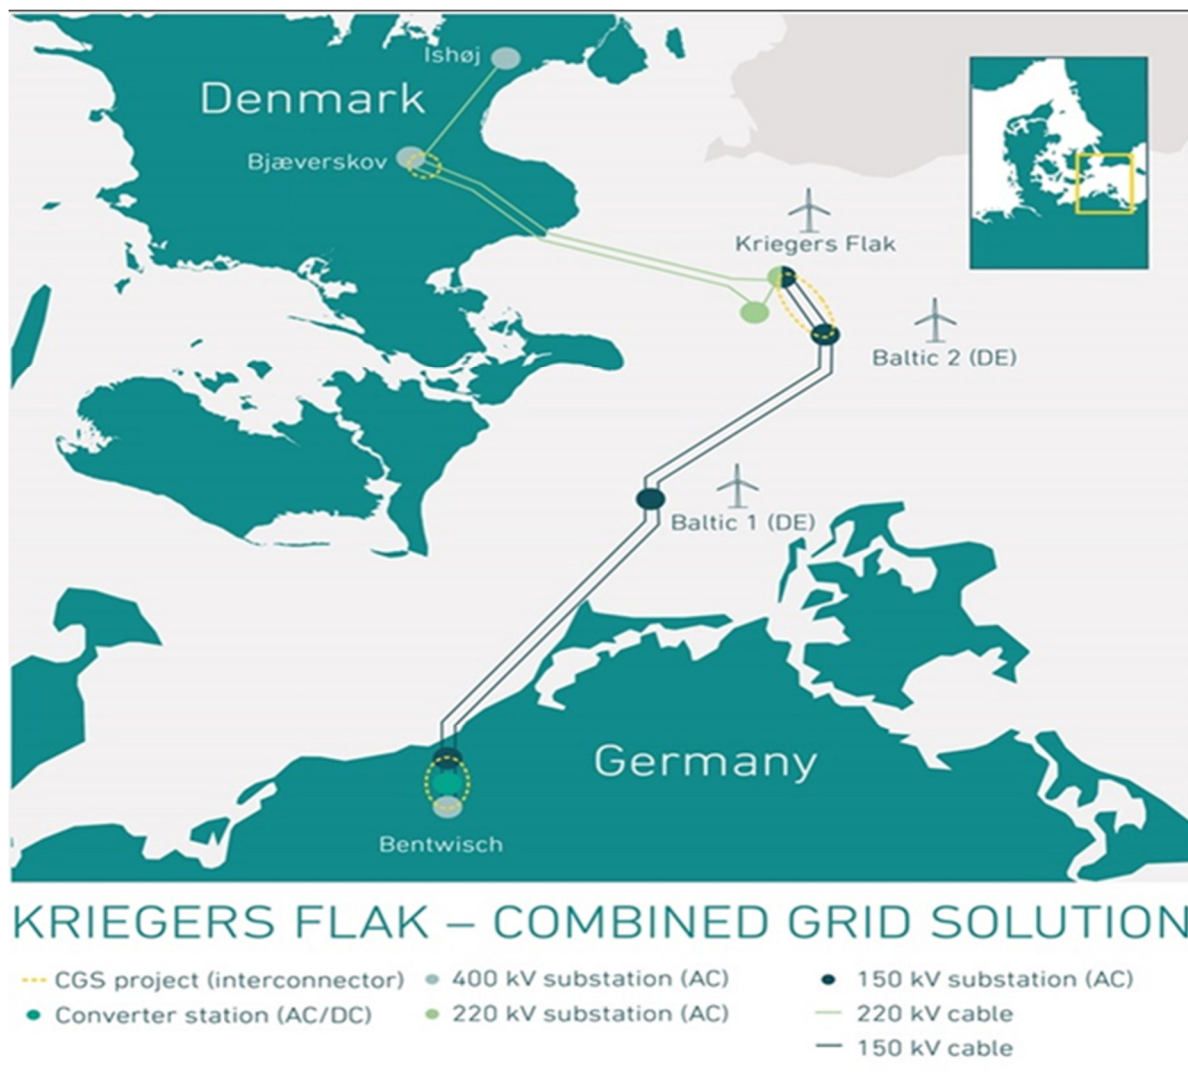 Ishøj
Denmark
Bjæverskov
Kriegers Flak
Baltic 2 (DE)
Baltic 1 (DE)
Germany
Bentwisch
KRIEGERS FLAK – COMBINED GRID SOLUTION
CGS project (interconnector)
400 kV substation (AC)
150 kV substation (AC)
Converter station (AC/DC)
220 kV substation (AC)
220 kV cable
150 kV cable